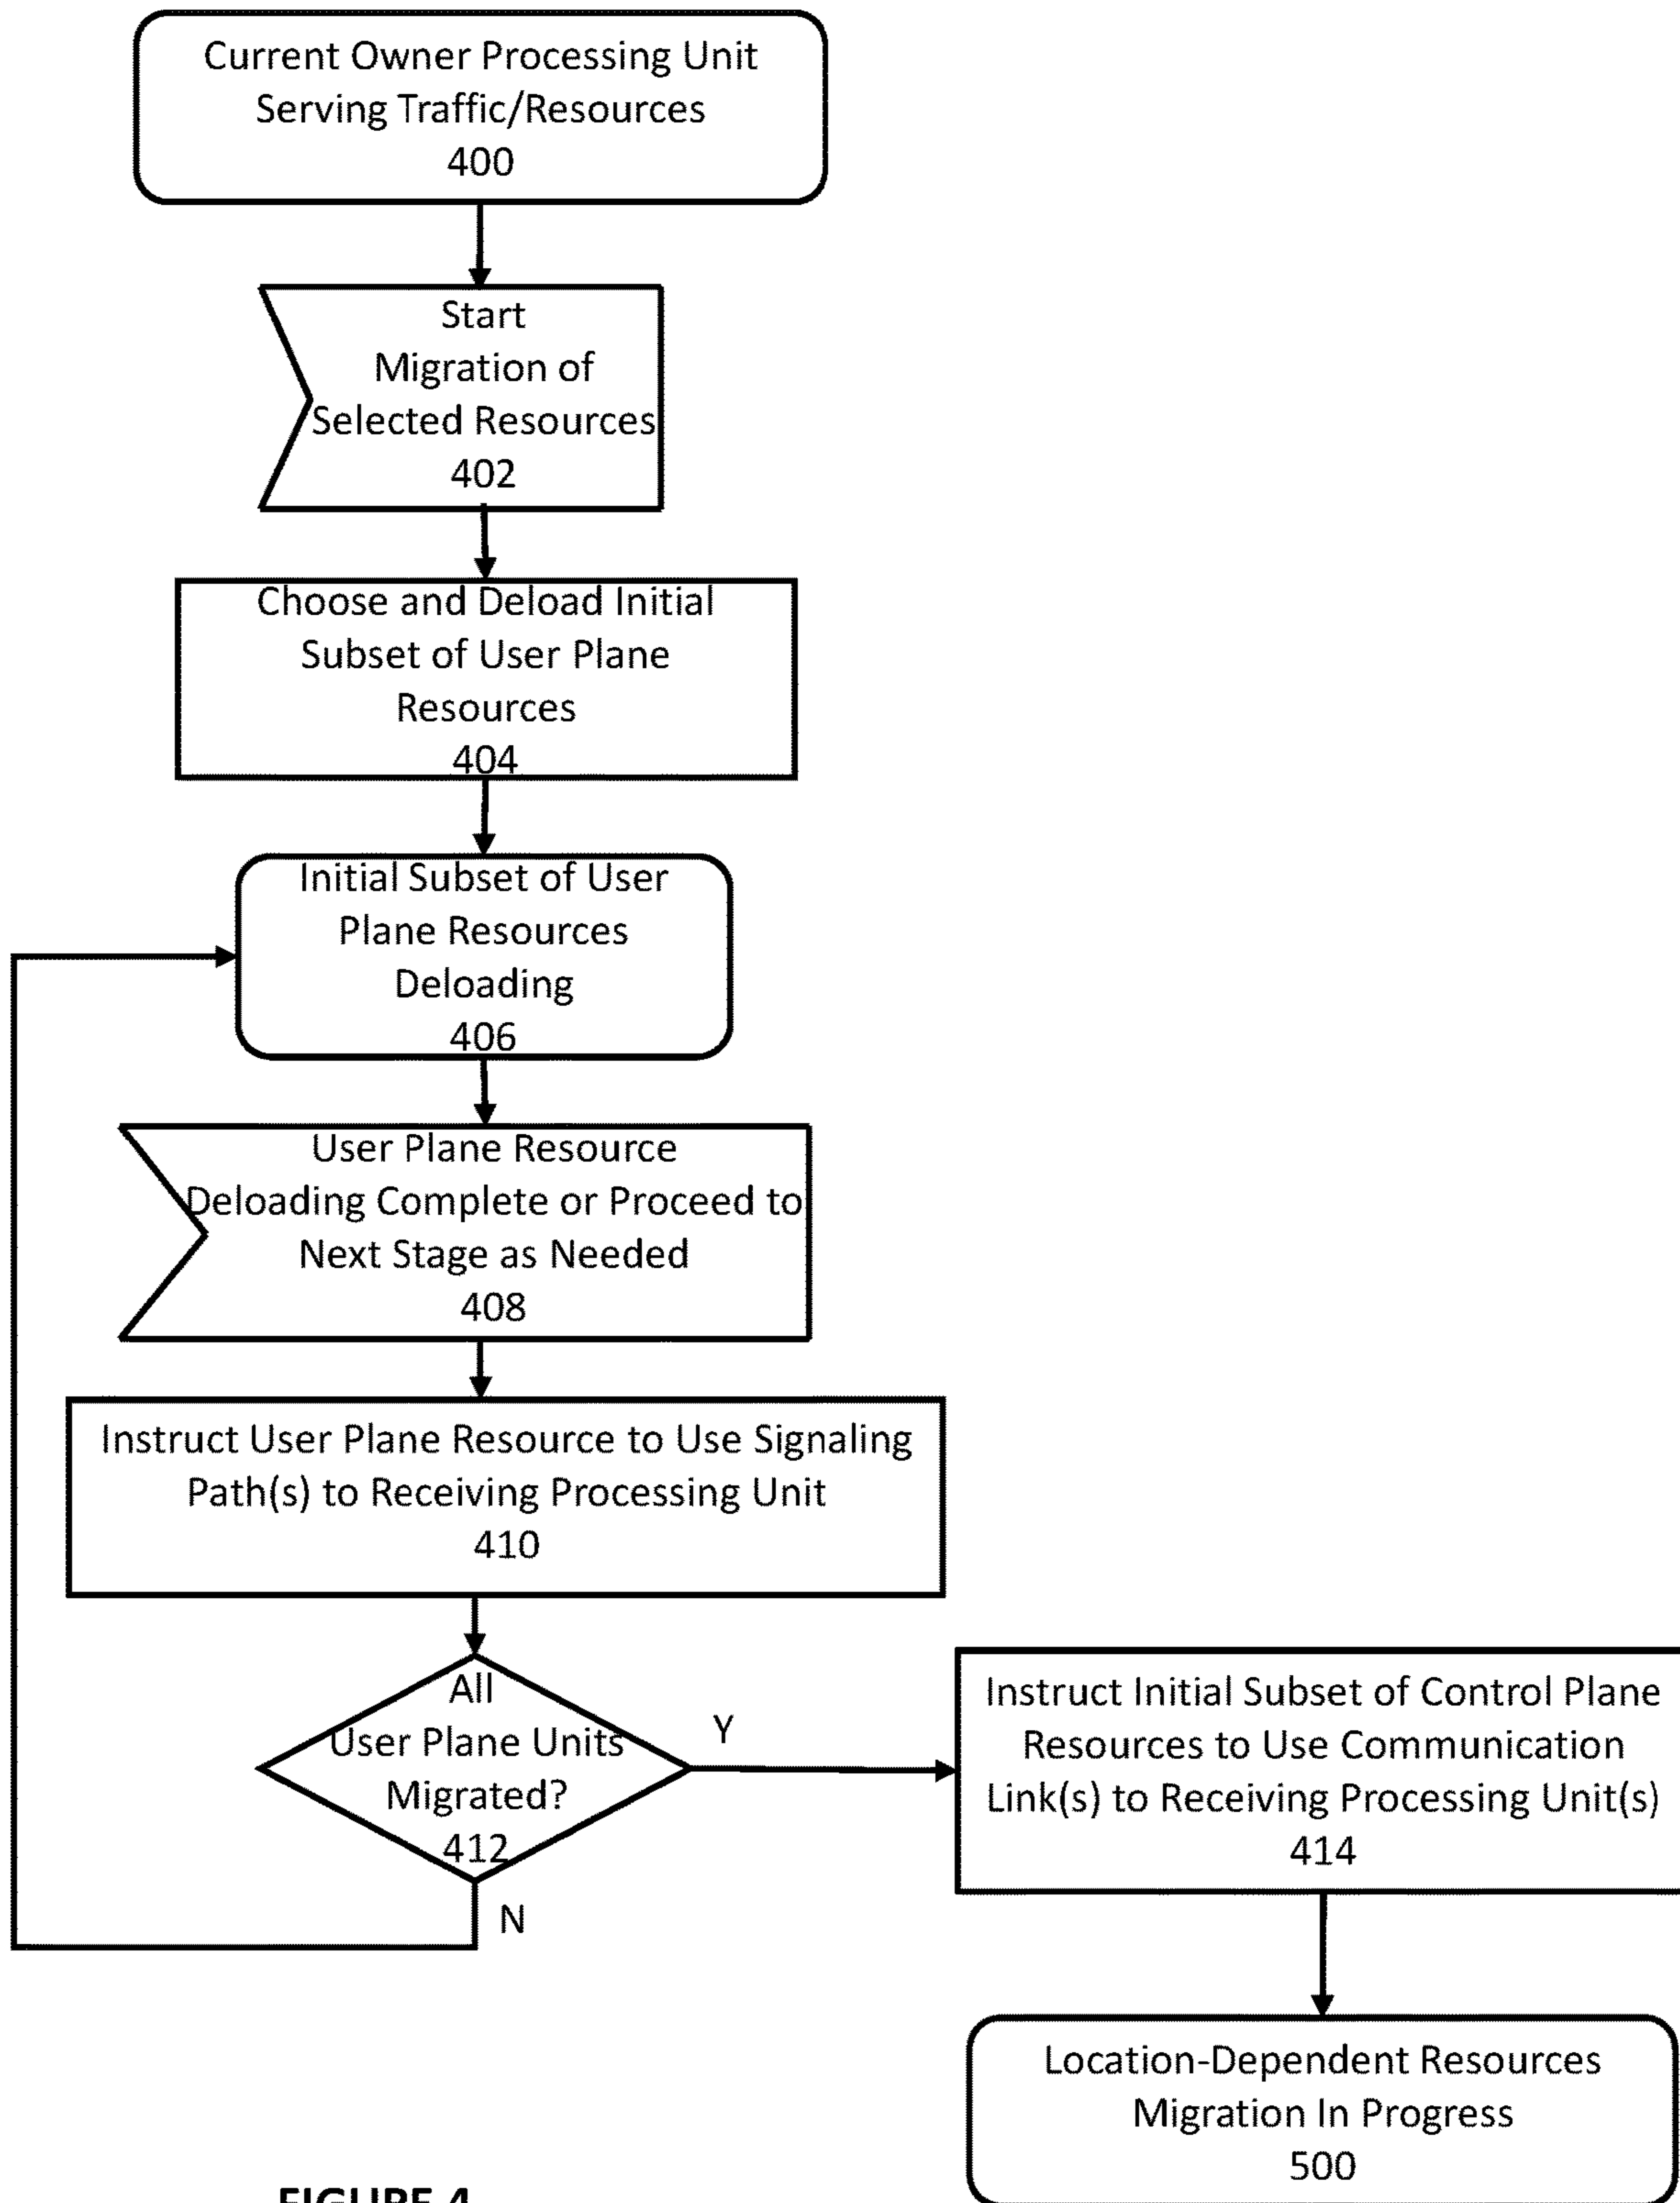 Current Owner Processing Unit
Serving Traffic/Resources
400
Start
Migration of
Selected Resources
402
Choose and Deload Initial
Subset of User Plane
Resources
404
Initial Subset of User
Plane Resources
Deloading
406
User Plane Resource
Deloading Complete or Proceed to
Next Stage as Needed
408
Instruct User Plane Resource to Use Signaling
Path(s) to Receiving Processing Unit
410
All
User Plane Units
Migrated?
412
Y
N
Instruct Initial Subset of Control Plane
Resources to Use Communication
Link(s) to Receiving Processing Unit(s)
414
Location-Dependent Resources
Migration In Progress
500
FIGURE 4